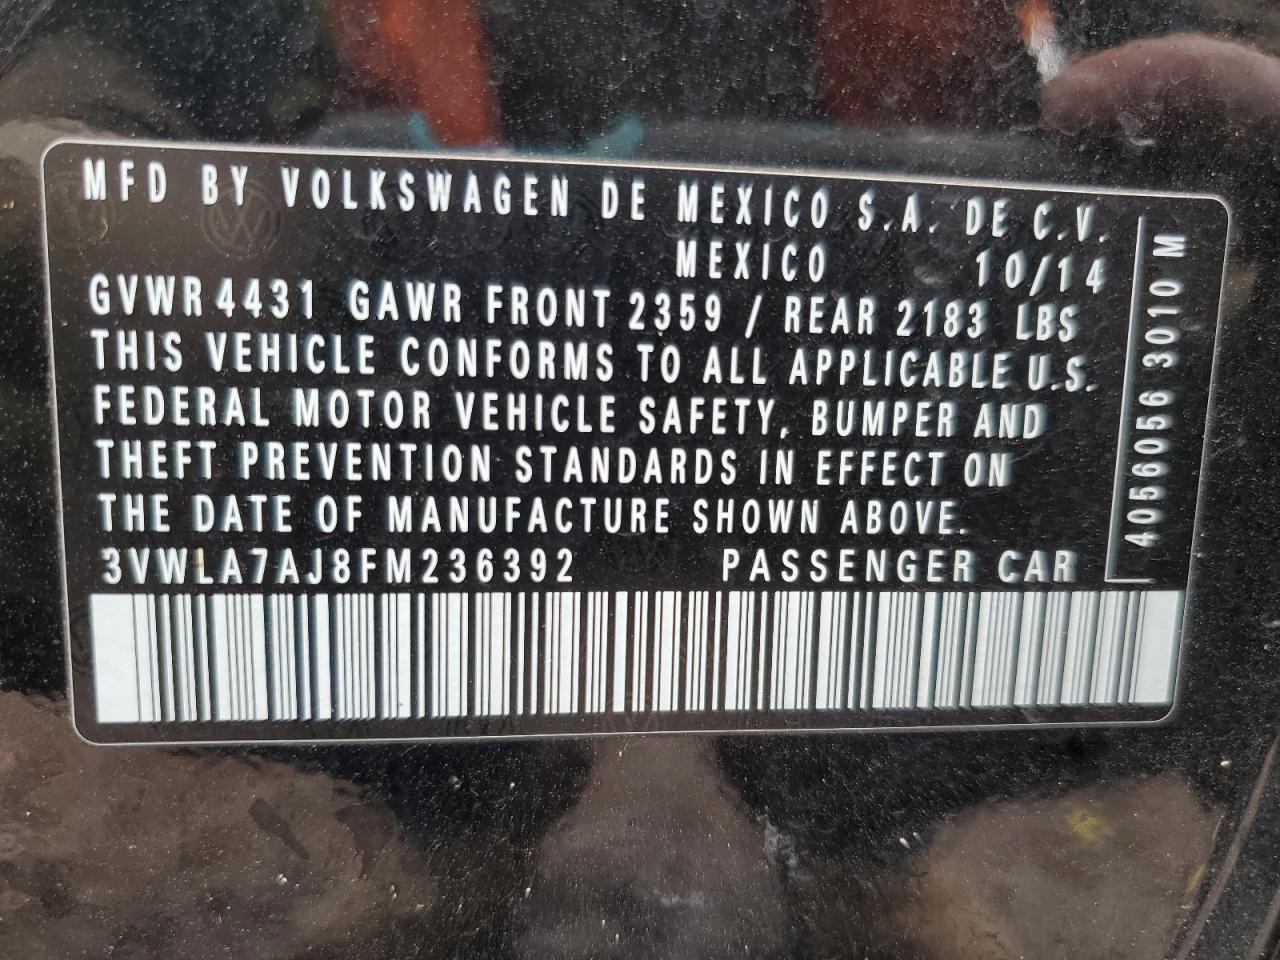 MFD BY VOLKSWAGEN DE MEXICO S.A. DE C.V.
MEXICO 10/14
GVWR 4431 GAWR FRONT 2359 / REAR 2183 LBS
THIS VEHICLE CONFORMS TO ALL APPLICABLE U.S.
FEDERAL MOTOR VEHICLE SAFETY, BUMPER AND
THEFT PREVENTION STANDARDS IN EFFECT ON
THE DATE OF MANUFACTURE SHOWN ABOVE.
3VWLA7AJ8FM236392 PASSENGER CAR
4056056 3010 M